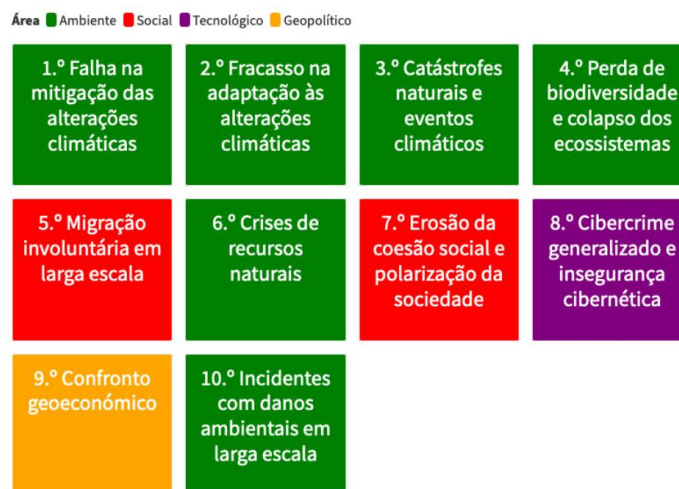 Área Ambiente Social Tecnológico Geopolítico
1.º Falha na
mitigação das
alterações
climáticas
2.º Fracasso na
adaptação às
alterações
climáticas
3.º Catástrofes
naturais e
eventos
climáticos
4.º Perda de
biodiversidade
e colapso dos
ecossistemas
5.º Migração
involuntária em
larga escala
6.º Crises de
recursos
naturais
7.º Erosão da
coesão social e
polarização da
sociedade
8.º Cibercrime
generalizado e
insegurança
cibernética
9.º Confronto
geoeconómico
10.º Incidentes
com danos
ambientais em
larga escala